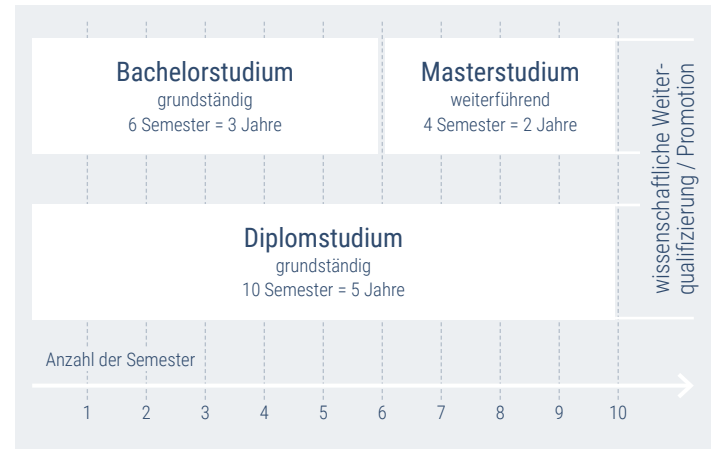 Bachelorstudium
grundständig
6 Semester = 3 Jahre
Masterstudium
weiterführend
4 Semester = 2 Jahre
wissenschaftliche Weiter-
qualifizierung / Promotion
Diplomstudium
grundständig
10 Semester = 5 Jahre
Anzahl der Semester
1 2 3 4 5 6 7 8 9 10